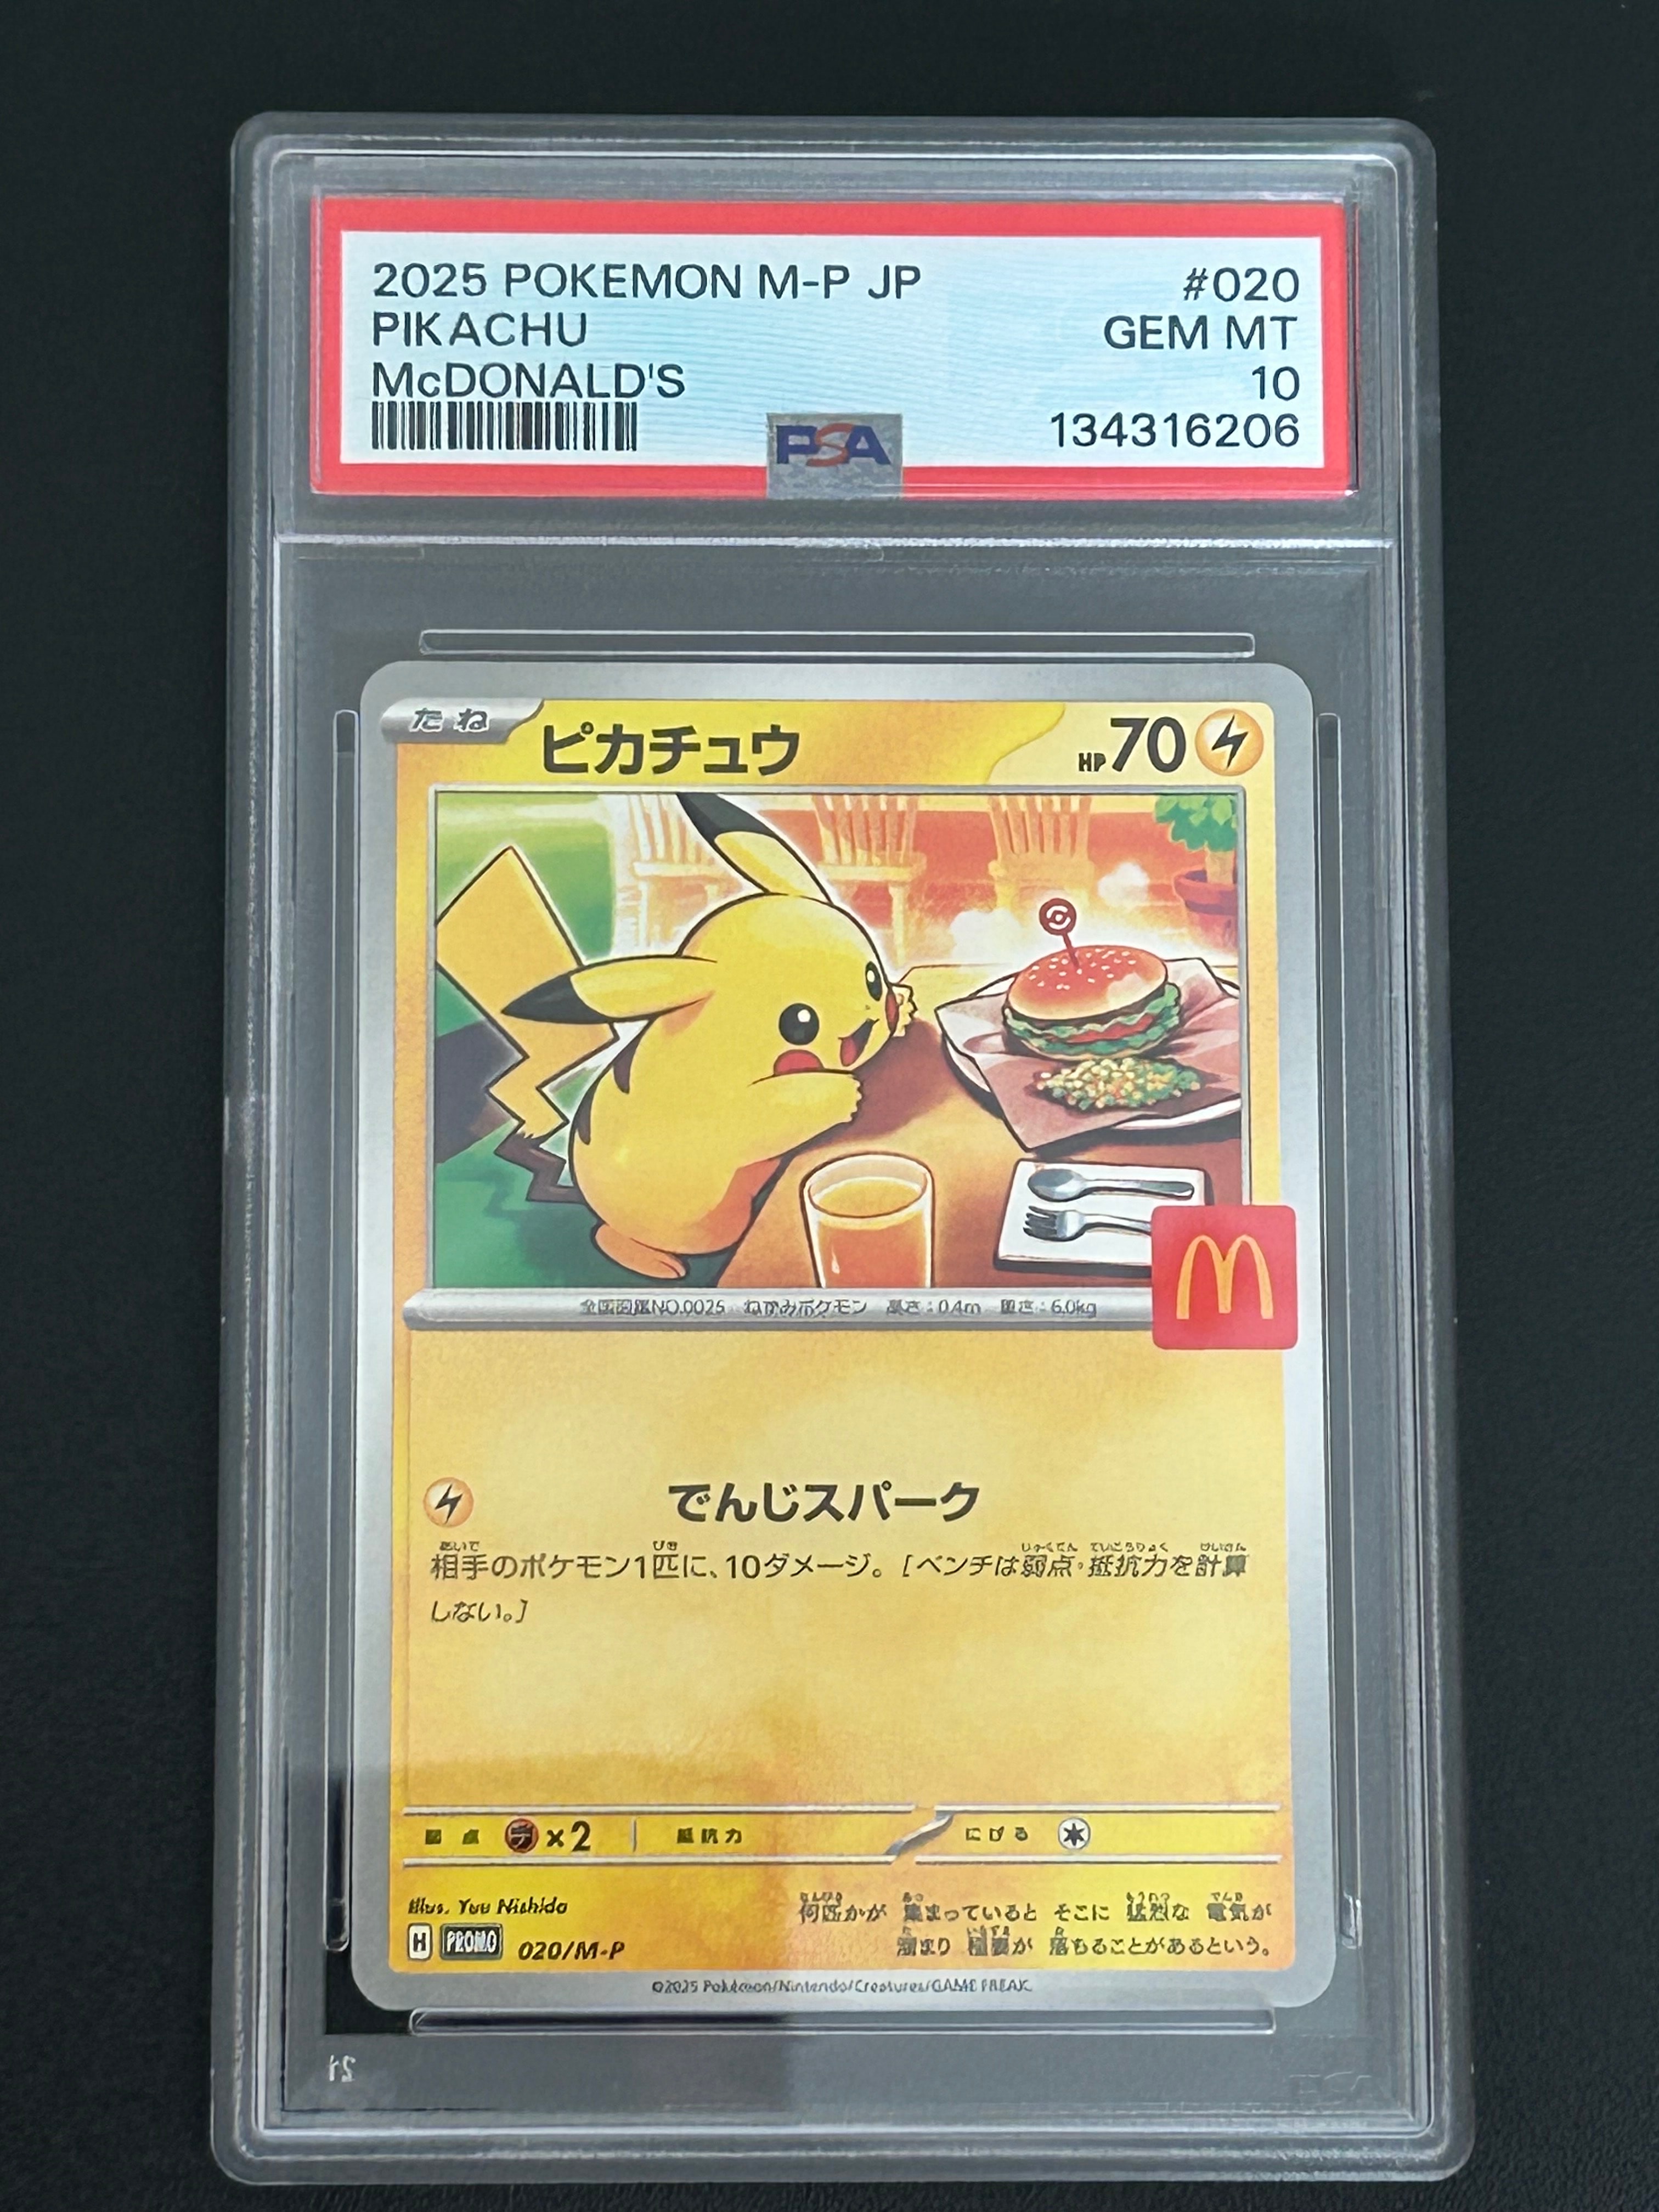 2025 POKEMON M-P JP #020
PIKACHU GEM MT
McDONALD'S 10
134316206
PSA
たね ピカチュウ HP70
全国図鑑NO.0025 ねずみポケモン 高さ:0.4m 重さ:6.0kg
でんじスパーク
相手のポケモン1匹に、10ダメージ。[ベンチは弱点・抵抗力を計算
しない。]
弱点 ×2 抵抗力 にげる
Illus. Yuu Nishida
何匹かが 集まっていると そこに 猛烈な 電気が
H PROMO 020/M-P
溜まり 稲妻が 落ちることがあるという。
©2025 Pokémon/Nintendo/Creatures/GAME FREAK.
21